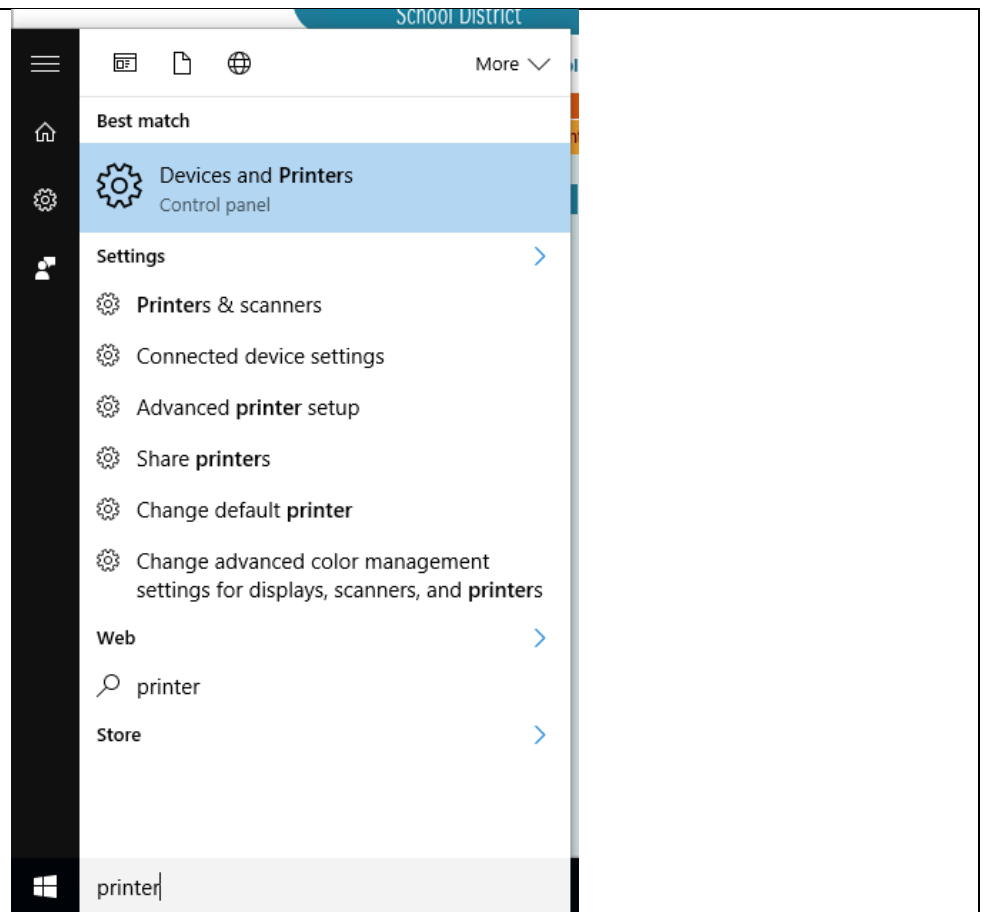 School District
More
Best match
Devices and Printers
Control panel
Settings
Printers & scanners
Connected device settings
Advanced printer setup
Share printers
Change default printer
Change advanced color management
settings for displays, scanners, and printers
Web
printer
Store
printer